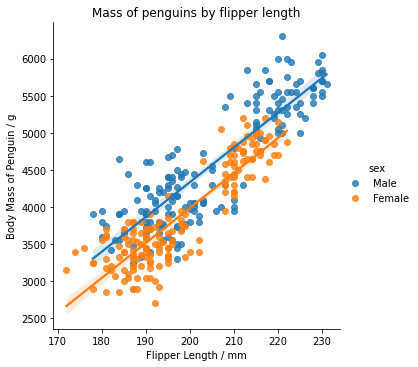 Mass of penguins by flipper length
Body Mass of Penguin / g
6000
5500
5000
4500
4000
3500
3000
2500
170
180
190
200
210
220
230
Flipper Length / mm
sex
Male
Female